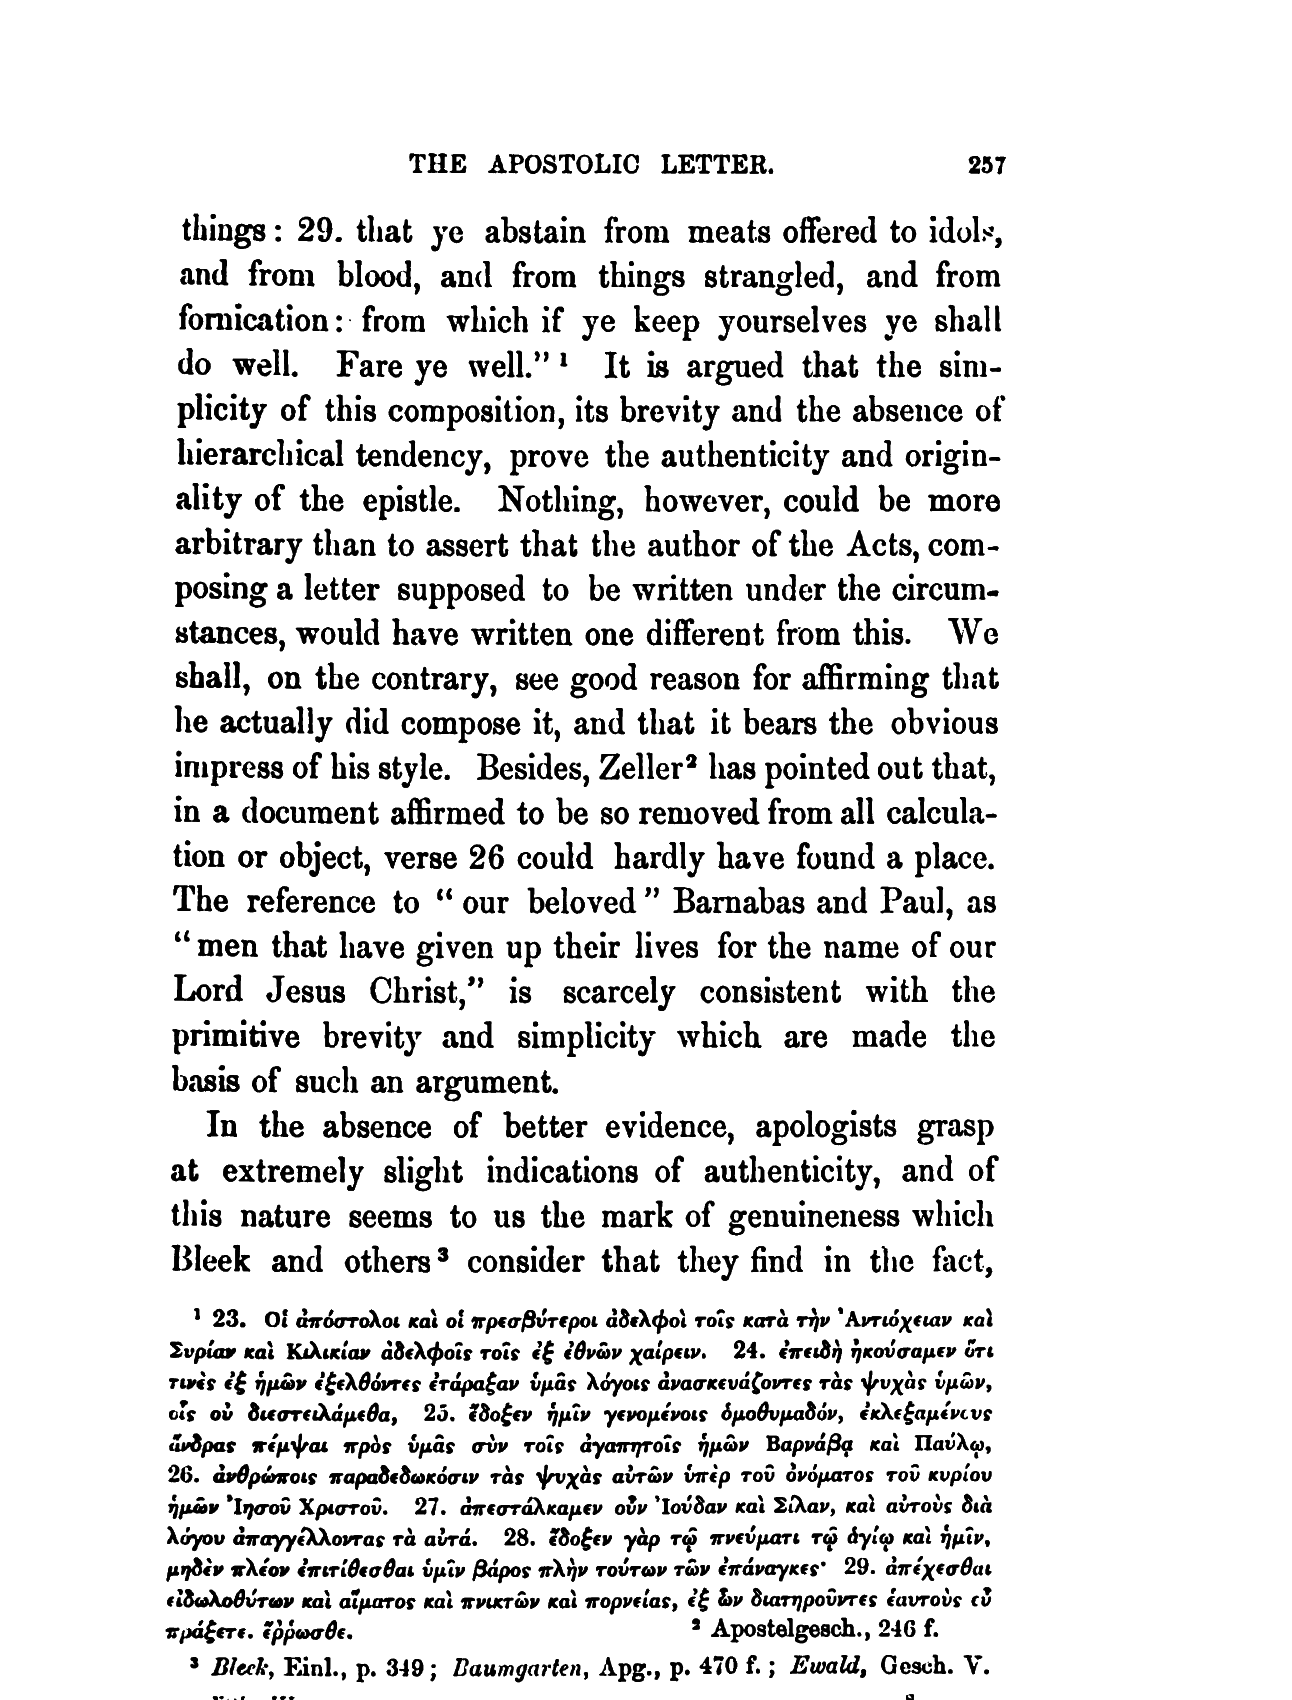 THE APOSTOLIC LETTER. 257
things: 29. that ye abstain from meats offered to idols,
and from blood, and from things strangled, and from
fornication: from which if ye keep yourselves ye shall
do well. Fare ye well.” ¹ It is argued that the sim-
plicity of this composition, its brevity and the absence of
hierarchical tendency, prove the authenticity and origin-
ality of the epistle. Nothing, however, could be more
arbitrary than to assert that the author of the Acts, com-
posing a letter supposed to be written under the circum-
stances, would have written one different from this. We
shall, on the contrary, see good reason for affirming that
he actually did compose it, and that it bears the obvious
impress of his style. Besides, Zeller² has pointed out that,
in a document affirmed to be so removed from all calcula-
tion or object, verse 26 could hardly have found a place.
The reference to “ our beloved ” Barnabas and Paul, as
“ men that have given up their lives for the name of our
Lord Jesus Christ,” is scarcely consistent with the
primitive brevity and simplicity which are made the
basis of such an argument.
In the absence of better evidence, apologists grasp
at extremely slight indications of authenticity, and of
this nature seems to us the mark of genuineness which
Bleek and others³ consider that they find in the fact,
¹ 23. Οἱ ἀπόστολοι καὶ οἱ πρεσβύτεροι ἀδελφοὶ τοῖς κατὰ τὴν Ἀντιόχειαν καὶ
Συρίαν καὶ Κιλικίαν ἀδελφοῖς τοῖς ἐξ ἐθνῶν χαίρειν. 24. ἐπειδὴ ἠκούσαμεν ὅτι
τινὲς ἐξ ἡμῶν ἐξελθόντες ἐτάραξαν ὑμᾶς λόγοις ἀνασκευάζοντες τὰς ψυχὰς ὑμῶν,
οἷς οὐ διεστειλάμεθα, 25. ἔδοξεν ἡμῖν γενομένοις ὁμοθυμαδόν, ἐκλεξαμένους
ἄνδρας πέμψαι πρὸς ὑμᾶς σὺν τοῖς ἀγαπητοῖς ἡμῶν Βαρνάβᾳ καὶ Παύλῳ,
26. ἀνθρώποις παραδεδωκόσιν τὰς ψυχὰς αὐτῶν ὑπὲρ τοῦ ὀνόματος τοῦ κυρίου
ἡμῶν Ἰησοῦ Χριστοῦ. 27. ἀπεστάλκαμεν οὖν Ἰούδαν καὶ Σίλαν, καὶ αὐτοὺς διὰ
λόγου ἀπαγγέλλοντας τὰ αὐτά. 28. ἔδοξεν γὰρ τῷ πνεύματι τῷ ἁγίῳ καὶ ἡμῖν,
μηδὲν πλέον ἐπιτίθεσθαι ὑμῖν βάρος πλὴν τούτων τῶν ἐπάναγκες· 29. ἀπέχεσθαι
εἰδωλοθύτων καὶ αἵματος καὶ πνικτῶν καὶ πορνείας, ἐξ ὧν διατηροῦντες ἑαυτοὺς εὖ
πράξετε. ἔῤῥωσθε. ² Apostelgesch., 246 f.
³ Bleek, Einl., p. 349; Baumgarten, Apg., p. 470 f.; Ewald, Gesch. V.